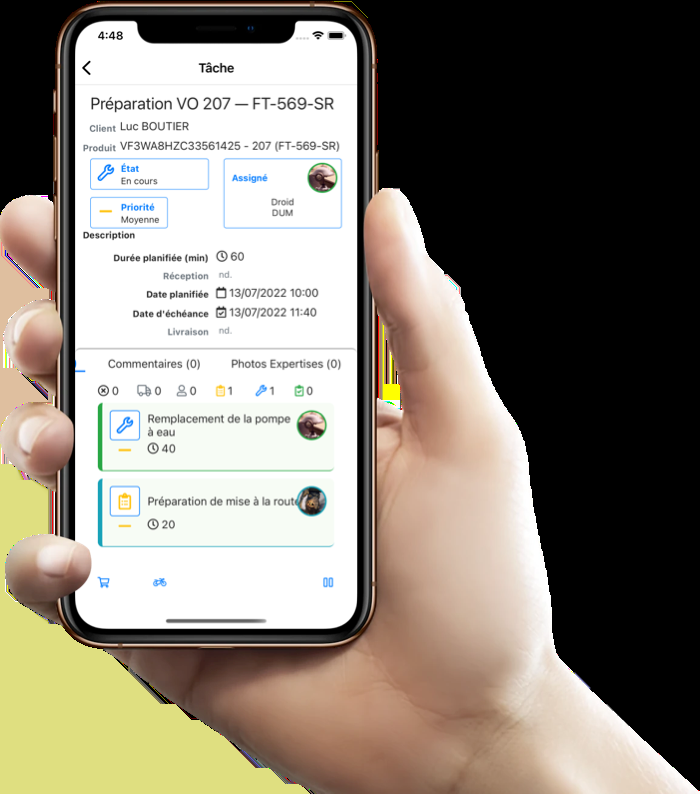 4:48
Tâche
Préparation VO 207 — FT-569-SR
Client Luc BOUTIER
Produit VF3WA8HZC33561425 - 207 (FT-569-SR)
État
En cours
Assigné
Droid
DUM
Priorité
Moyenne
Description
Durée planifiée (min) 60
Réception nd.
Date planifiée 13/07/2022 10:00
Date d'échéance 13/07/2022 11:40
Livraison nd.
) Commentaires (0) Photos Expertises (0)
0 0 0 1 1 0
Remplacement de la pompe
à eau
40
Préparation de mise à la route
20